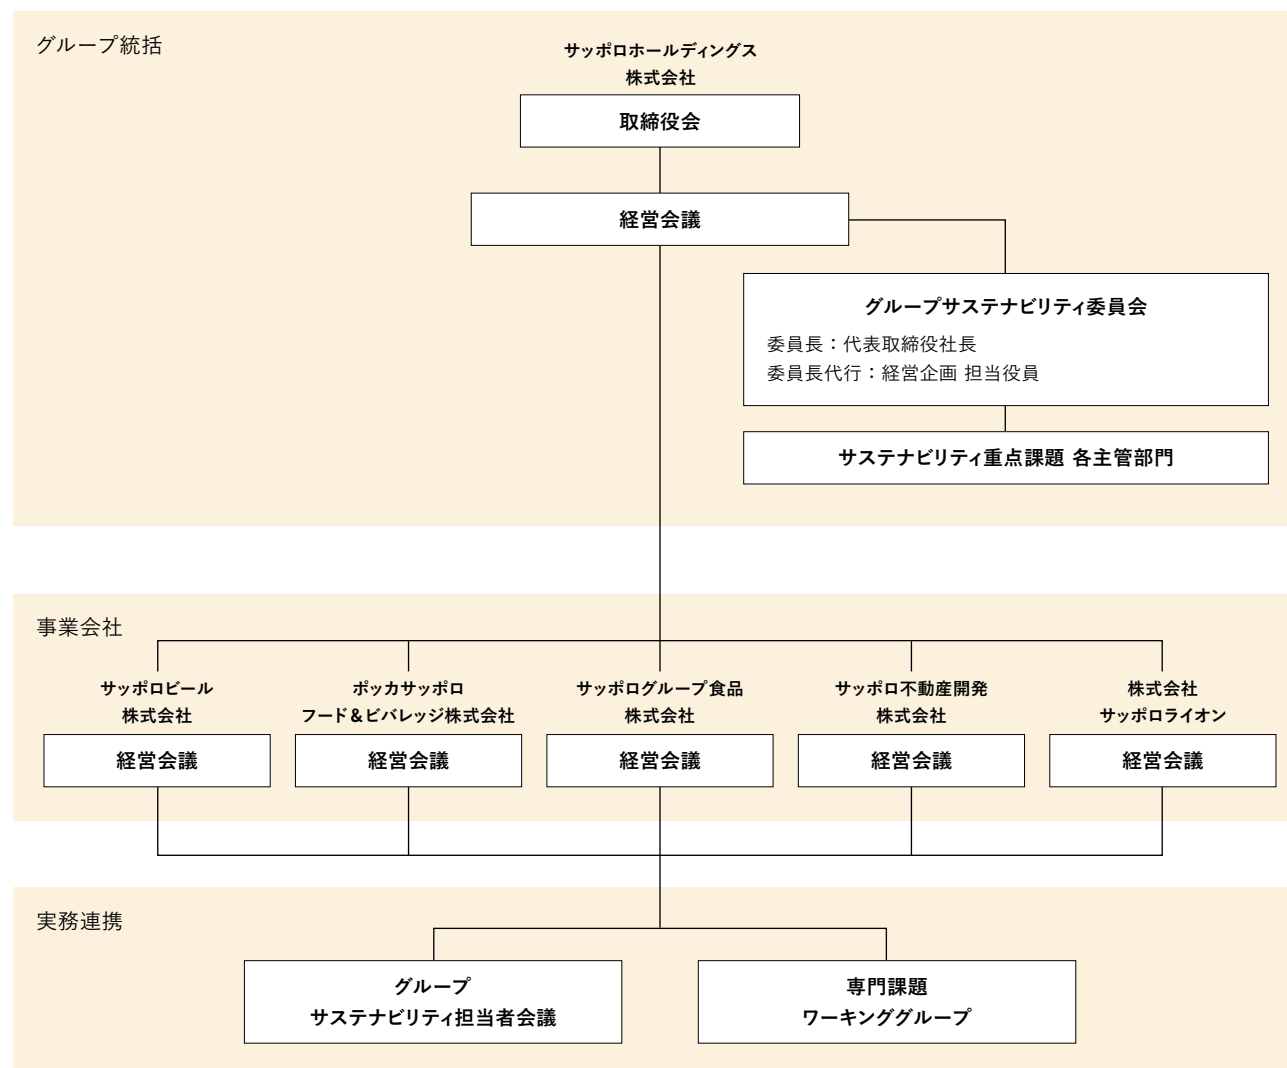 グループ統括
サッポロホールディングス
株式会社
取締役会
経営会議
グループサステナビリティ委員会
委員長：代表取締役社長
委員長代行：経営企画 担当役員
サステナビリティ重点課題 各主管部門
事業会社
サッポロビール
株式会社
経営会議
ポッカサッポロ
フード＆ビバレッジ株式会社
経営会議
サッポログループ食品
株式会社
経営会議
サッポロ不動産開発
株式会社
経営会議
株式会社
サッポロライオン
経営会議
実務連携
グループ
サステナビリティ担当者会議
専門課題
ワーキンググループ